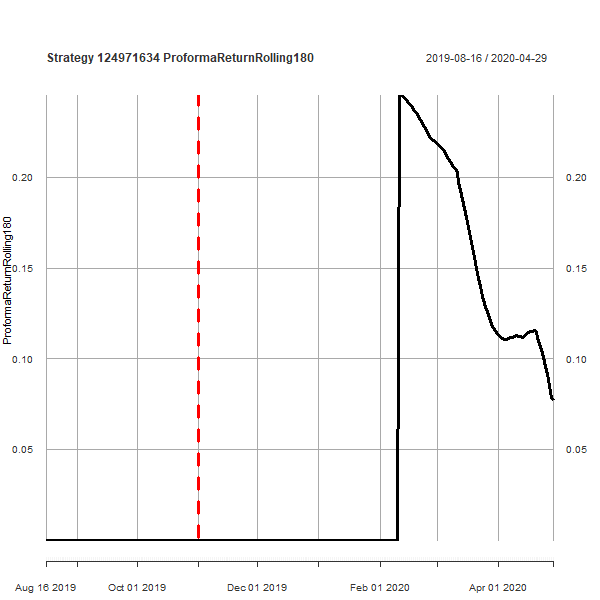 Strategy 124971634 ProformaReturnRolling180
2019-08-16 / 2020-04-29
ProformaReturnRolling180
0.20
0.15
0.10
0.05
0.20
0.15
0.10
0.05
Aug 16 2019
Oct 01 2019
Dec 01 2019
Feb 01 2020
Apr 01 2020